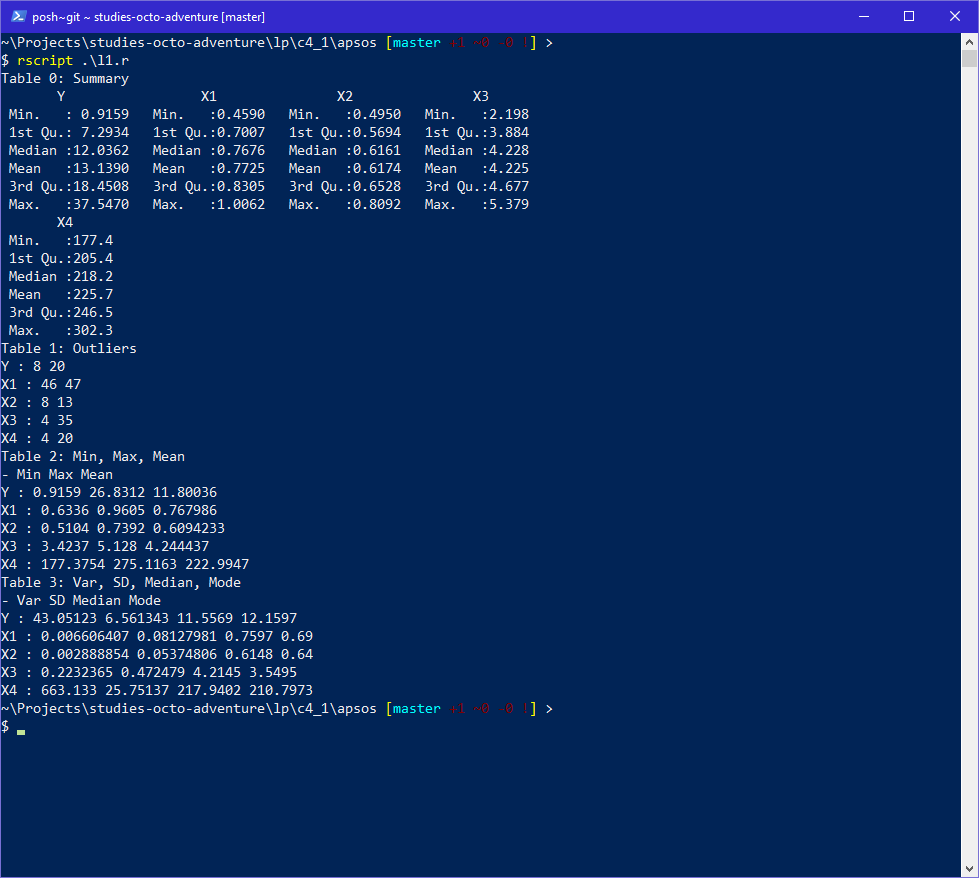 posh~git ~ studies-octo-adventure [master]
~\Projects\studies-octo-adventure\lp\c4_1\apsos [master +1 ~0 -0 !] >
$ rscript .\l1.r
Table 0: Summary
       Y                 X1               X2               X3
 Min.   : 0.9159   Min.   :0.4590   Min.   :0.4950   Min.   :2.198
 1st Qu.: 7.2934   1st Qu.:0.7007   1st Qu.:0.5694   1st Qu.:3.884
 Median :12.0362   Median :0.7676   Median :0.6161   Median :4.228
 Mean   :13.1390   Mean   :0.7725   Mean   :0.6174   Mean   :4.225
 3rd Qu.:18.4508   3rd Qu.:0.8305   3rd Qu.:0.6528   3rd Qu.:4.677
 Max.   :37.5470   Max.   :1.0062   Max.   :0.8092   Max.   :5.379
       X4
 Min.   :177.4
 1st Qu.:205.4
 Median :218.2
 Mean   :225.7
 3rd Qu.:246.5
 Max.   :302.3
Table 1: Outliers
Y : 8 20
X1 : 46 47
X2 : 8 13
X3 : 4 35
X4 : 4 20
Table 2: Min, Max, Mean
- Min Max Mean
Y : 0.9159 26.8312 11.80036
X1 : 0.6336 0.9605 0.767986
X2 : 0.5104 0.7392 0.6094233
X3 : 3.4237 5.128 4.244437
X4 : 177.3754 275.1163 222.9947
Table 3: Var, SD, Median, Mode
- Var SD Median Mode
Y : 43.05123 6.561343 11.5569 12.1597
X1 : 0.006606407 0.08127981 0.7597 0.69
X2 : 0.002888854 0.05374806 0.6148 0.64
X3 : 0.2232365 0.472479 4.2145 3.5495
X4 : 663.133 25.75137 217.9402 210.7973
~\Projects\studies-octo-adventure\lp\c4_1\apsos [master +1 ~0 -0 !] >
$